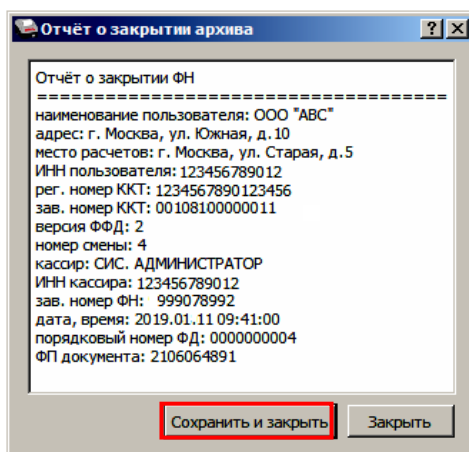 Отчёт о закрытии архива
Отчёт о закрытии ФН
=====================================
наименование пользователя: ООО "АВС"
адрес: г. Москва, ул. Южная, д.10
место расчетов: г. Москва, ул. Старая, д.5
ИНН пользователя: 123456789012
рег. номер ККТ: 1234567890123456
зав. номер ККТ: 00108100000011
версия ФФД: 2
номер смены: 4
кассир: СИС. АДМИНИСТРАТОР
ИНН кассира: 123456789012
зав. номер ФН: 999078992
дата, время: 2019.01.11 09:41:00
порядковый номер ФД: 0000000004
ФП документа: 2106064891
Сохранить и закрыть Закрыть